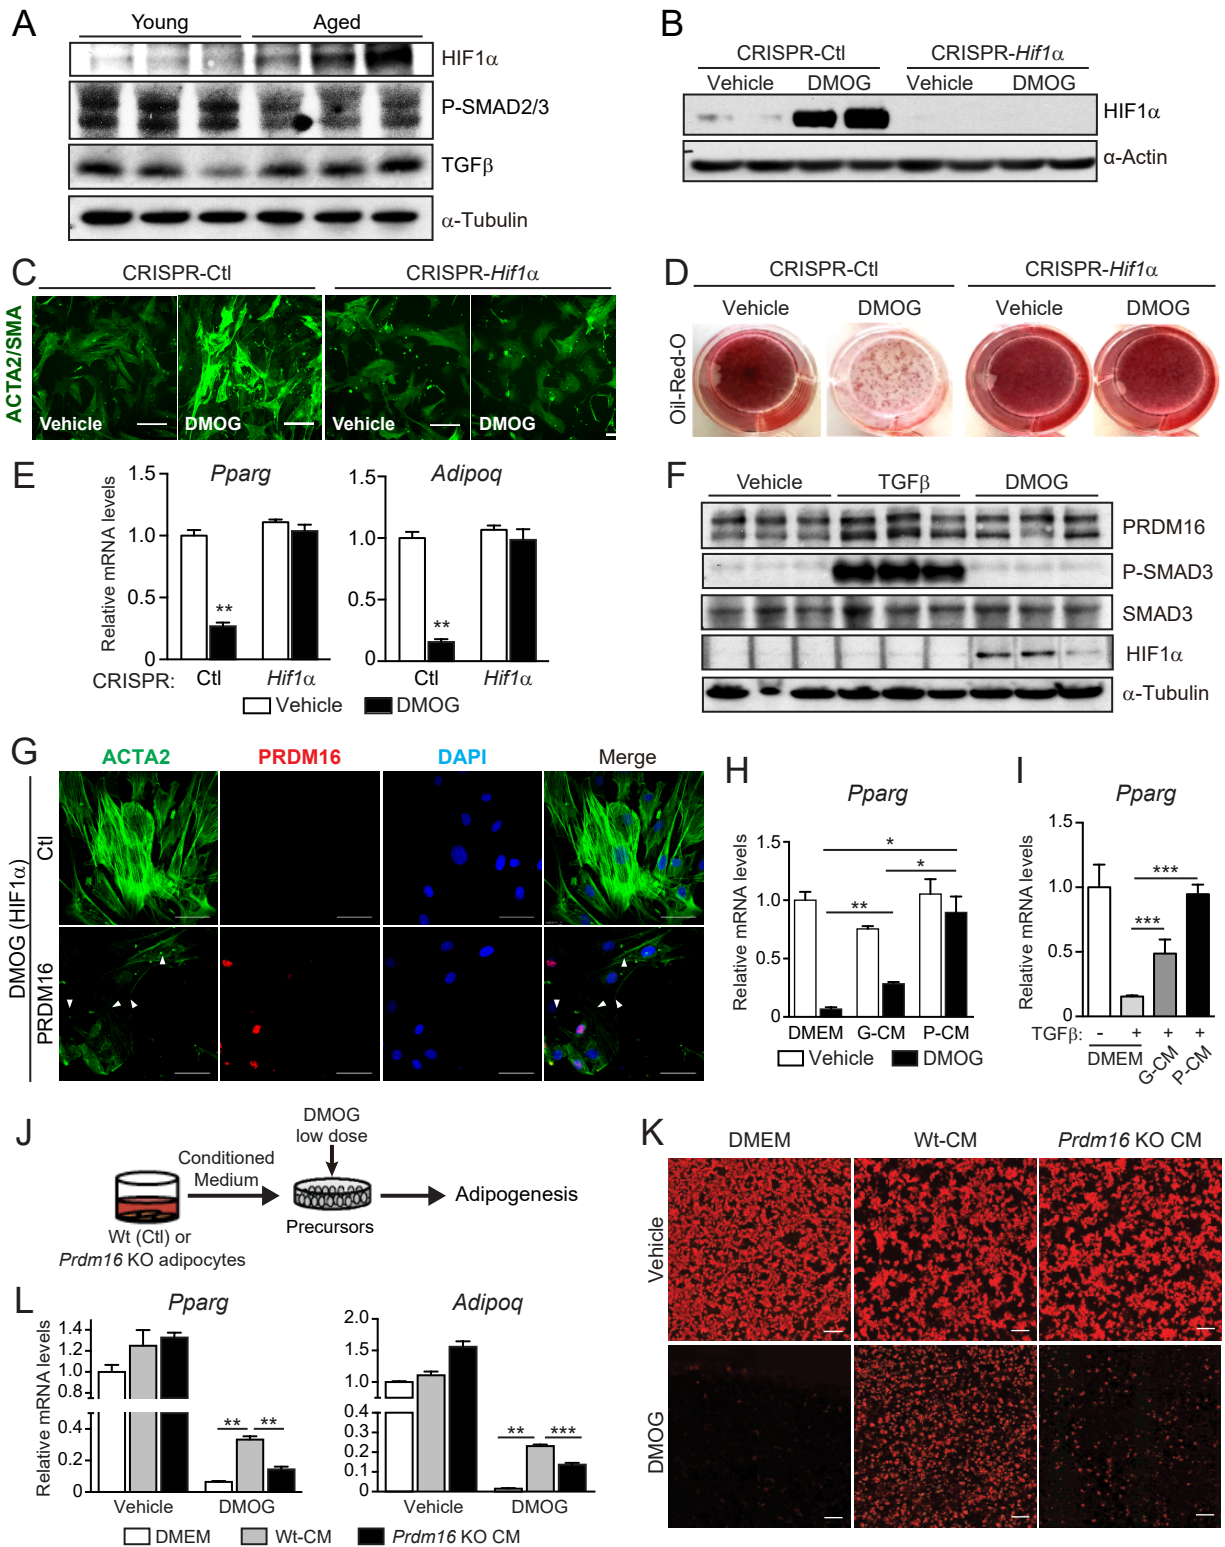 A
Young Aged
HIF1α
P-SMAD2/3
TGFβ
α-Tubulin
B
CRISPR-Ctl CRISPR-Hif1α
Vehicle DMOG Vehicle DMOG
HIF1α
α-Actin
C
CRISPR-Ctl CRISPR-Hif1α
ACTA2/SMA
Vehicle DMOG Vehicle DMOG
D
CRISPR-Ctl CRISPR-Hif1α
Vehicle DMOG Vehicle DMOG
Oil-Red-O
E
Pparg Adipoq
Relative mRNA levels
1.5 1.5
1.0 1.0
0.5 0.5
0 0
** **
CRISPR: Ctl Hif1α Ctl Hif1α
Vehicle DMOG
F
Vehicle TGFβ DMOG
PRDM16
P-SMAD3
SMAD3
HIF1α
α-Tubulin
G
ACTA2 PRDM16 DAPI Merge
DMOG (HIF1α)
Ctl
PRDM16
H
Pparg
Relative mRNA levels
1.5
1.0
0.5
0
*
*
**
DMEM G-CM P-CM
Vehicle DMOG
I
Pparg
Relative mRNA levels
1.5
1.0
0.5
0
***
***
TGFβ: - + + +
DMEM G-CM P-CM
J
DMOG
low dose
Conditioned
Medium
Adipogenesis
Precursors
Wt (Ctl) or
Prdm16 KO adipocytes
K
DMEM Wt-CM Prdm16 KO CM
Vehicle
DMOG
L
Pparg Adipoq
Relative mRNA levels
1.4
1.2
1.0
0.8
0.4
0.2
0
** **
Vehicle DMOG
2.0
1.5
1.0
0.5
0.4
0.3
0.2
0.1
0
** ***
Vehicle DMOG
DMEM Wt-CM Prdm16 KO CM